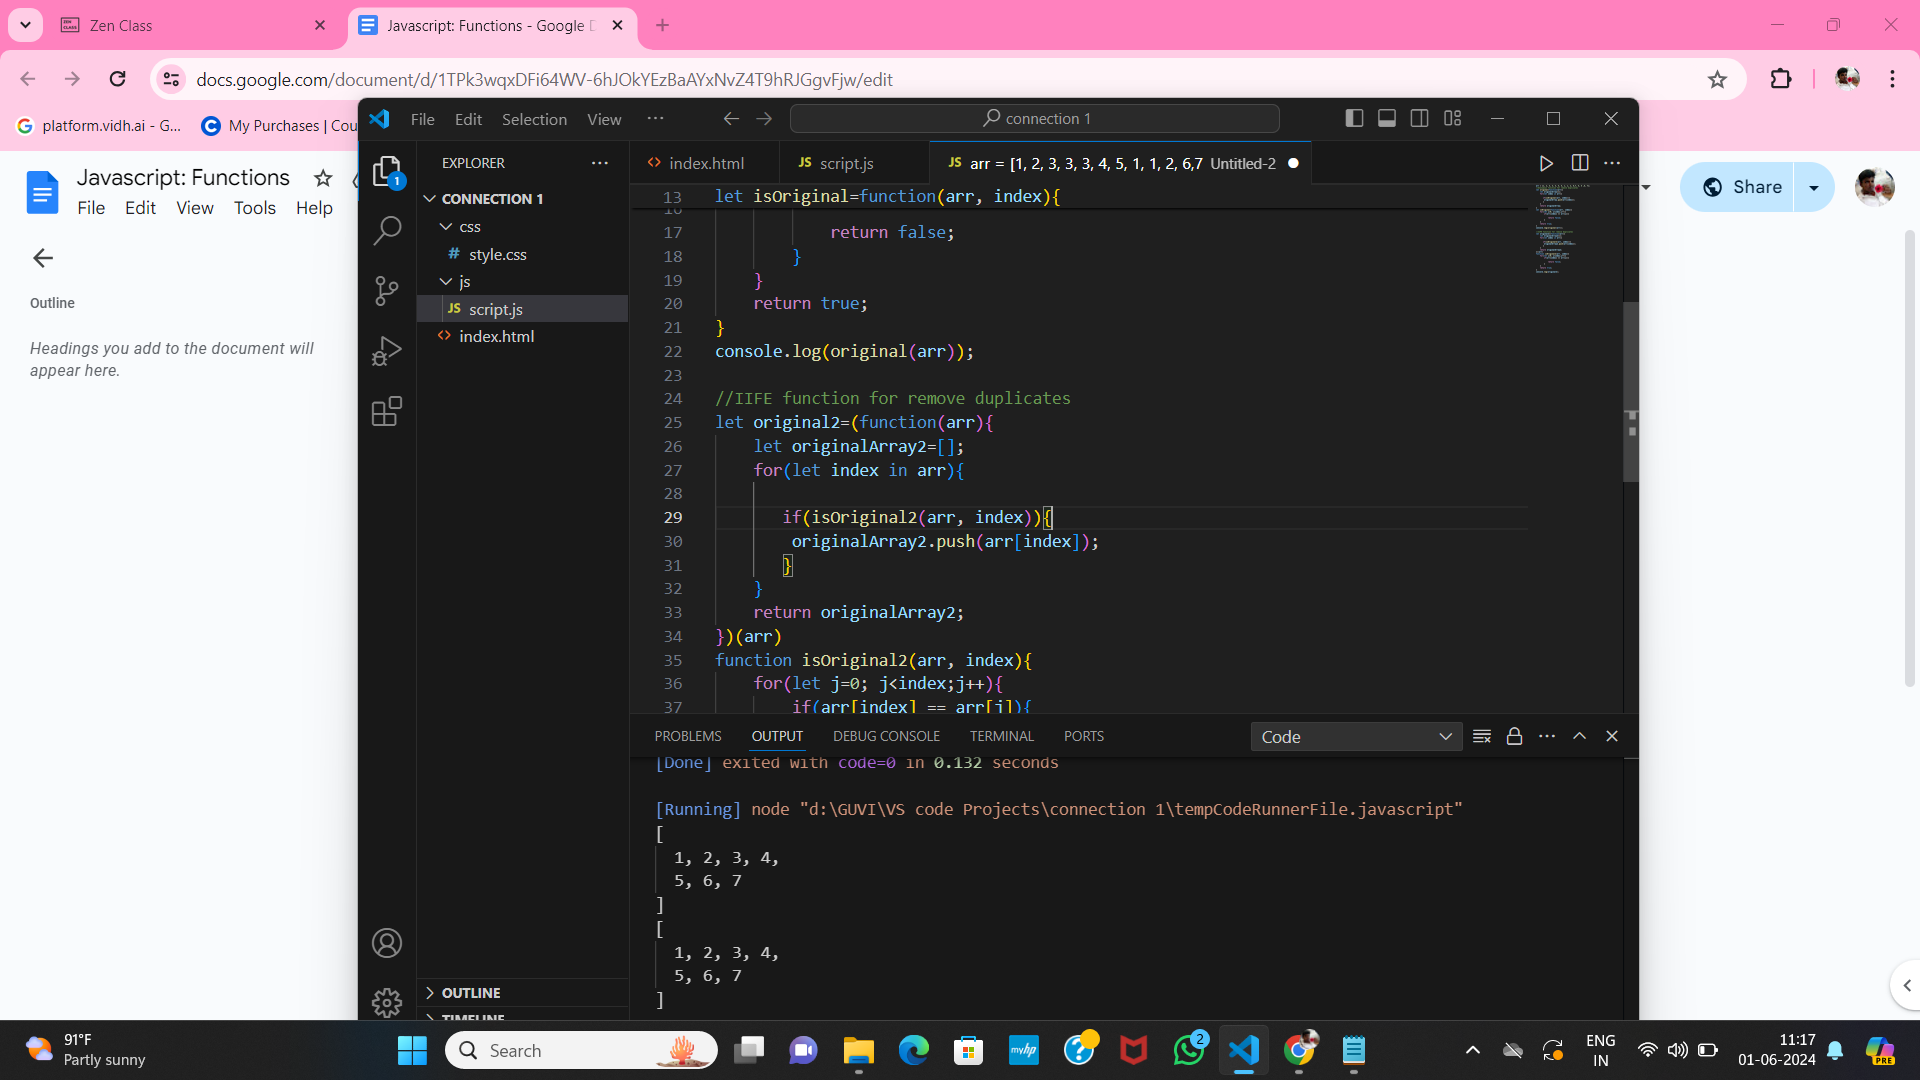 Zen Class
Javascript: Functions - Google D
docs.google.com/document/d/1TPk3wqxDFi64WV-6hJOkYEzBaAYxNvZ4T9hRJGgvFjw/edit
platform.vidh.ai - G...
My Purchases | Cou
Javascript: Functions
File Edit View Tools Help
Share
Outline
Headings you add to the document will
appear here.
File Edit Selection View ...
connection 1
EXPLORER
CONNECTION 1
css
# style.css
js
JS script.js
<> index.html
OUTLINE
TIMELINE
<> index.html
JS script.js
JS arr = [1, 2, 3, 3, 3, 4, 5, 1, 1, 2, 6,7 Untitled-2
13 let isOriginal=function(arr, index){
16
17 return false;
18 }
19 }
20 return true;
21 }
22 console.log(original(arr));
23
24 //IIFE function for remove duplicates
25 let original2=(function(arr){
26 let originalArray2=[];
27 for(let index in arr){
28
29 if(isOriginal2(arr, index)){
30 originalArray2.push(arr[index]);
31 }
32 }
33 return originalArray2;
34 })(arr)
35 function isOriginal2(arr, index){
36 for(let j=0; j<index;j++){
37 if(arr[index] == arr[j]){
PROBLEMS OUTPUT DEBUG CONSOLE TERMINAL PORTS
Code
[Done] exited with code=0 in 0.132 seconds
[Running] node "d:\GUVI\VS code Projects\connection 1\tempCodeRunnerFile.javascript"
[
1, 2, 3, 4,
5, 6, 7
]
[
1, 2, 3, 4,
5, 6, 7
]
1
91°F
Partly sunny
Search
myhp
2
ENG
IN
11:17
01-06-2024
PRE